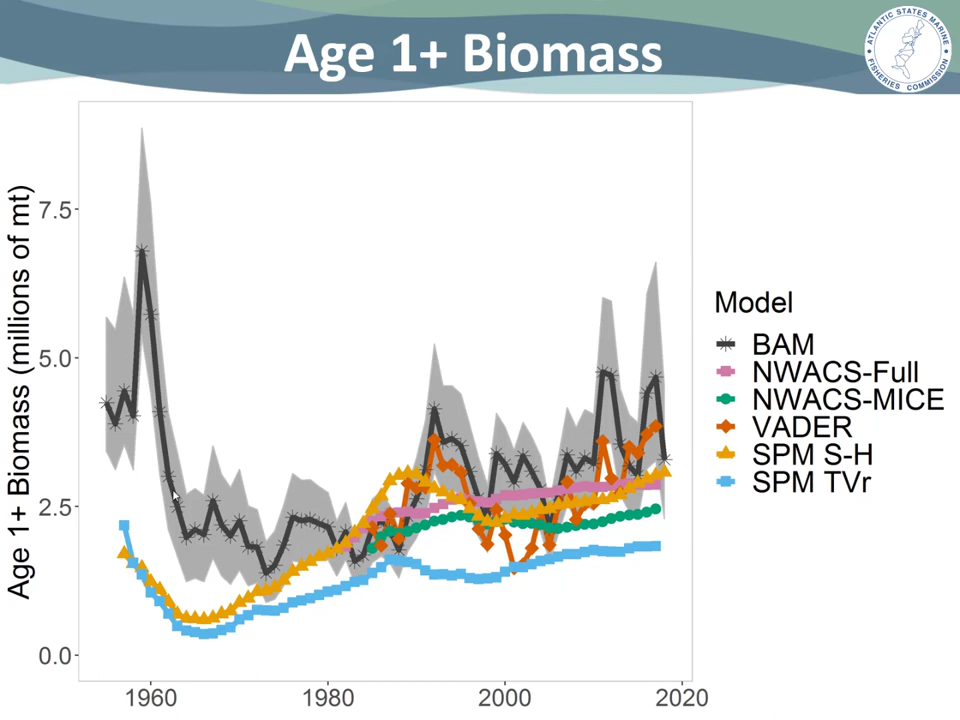 Age 1+ Biomass
ATLANTIC STATES MARINE
FISHERIES COMMISSION
Age 1+ Biomass (millions of mt)
7.5
5.0
2.5
0.0
1960
1980
2000
2020
Model
BAM
NWACS-Full
NWACS-MICE
VADER
SPM S-H
SPM TVr